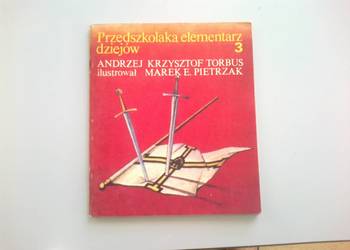 Przedszkolaka elementarz
dziejów 3
ANDRZEJ KRZYSZTOF TORBUS
ilustrował MAREK E. PIETRZAK